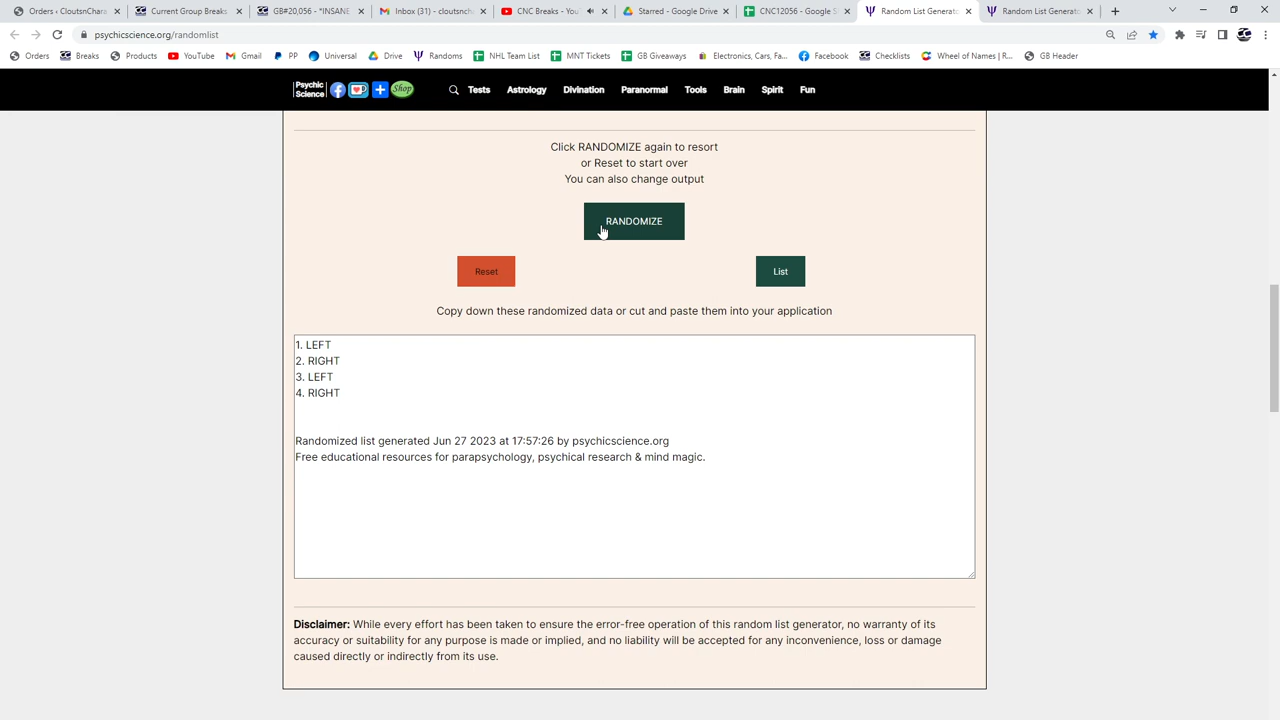 Orders ‹ CloutsnChara
Current Group Breaks
GB#20,056 - *INSANE
Inbox (31) - cloutsnch
CNC Breaks - You
Starred - Google Drive
CNC12056 - Google S
Random List Generato
Random List Generato
psychicscience.org/randomlist
Orders
Breaks
Products
YouTube
Gmail
PP
Universal
Drive
Randoms
NHL Team List
MNT Tickets
GB Giveaways
Electronics, Cars, Fa...
Facebook
Checklists
Wheel of Names | R...
GB Header
Psychic
Science
Shop
Tests Astrology Divination Paranormal Tools Brain Spirit Fun
Click RANDOMIZE again to resort
or Reset to start over
You can also change output
RANDOMIZE
Reset
List
Copy down these randomized data or cut and paste them into your application
1. LEFT
2. RIGHT
3. LEFT
4. RIGHT
Randomized list generated Jun 27 2023 at 17:57:26 by psychicscience.org
Free educational resources for parapsychology, psychical research & mind magic.
Disclaimer: While every effort has been taken to ensure the error-free operation of this random list generator, no warranty of its
accuracy or suitability for any purpose is made or implied, and no liability will be accepted for any inconvenience, loss or damage
caused directly or indirectly from its use.